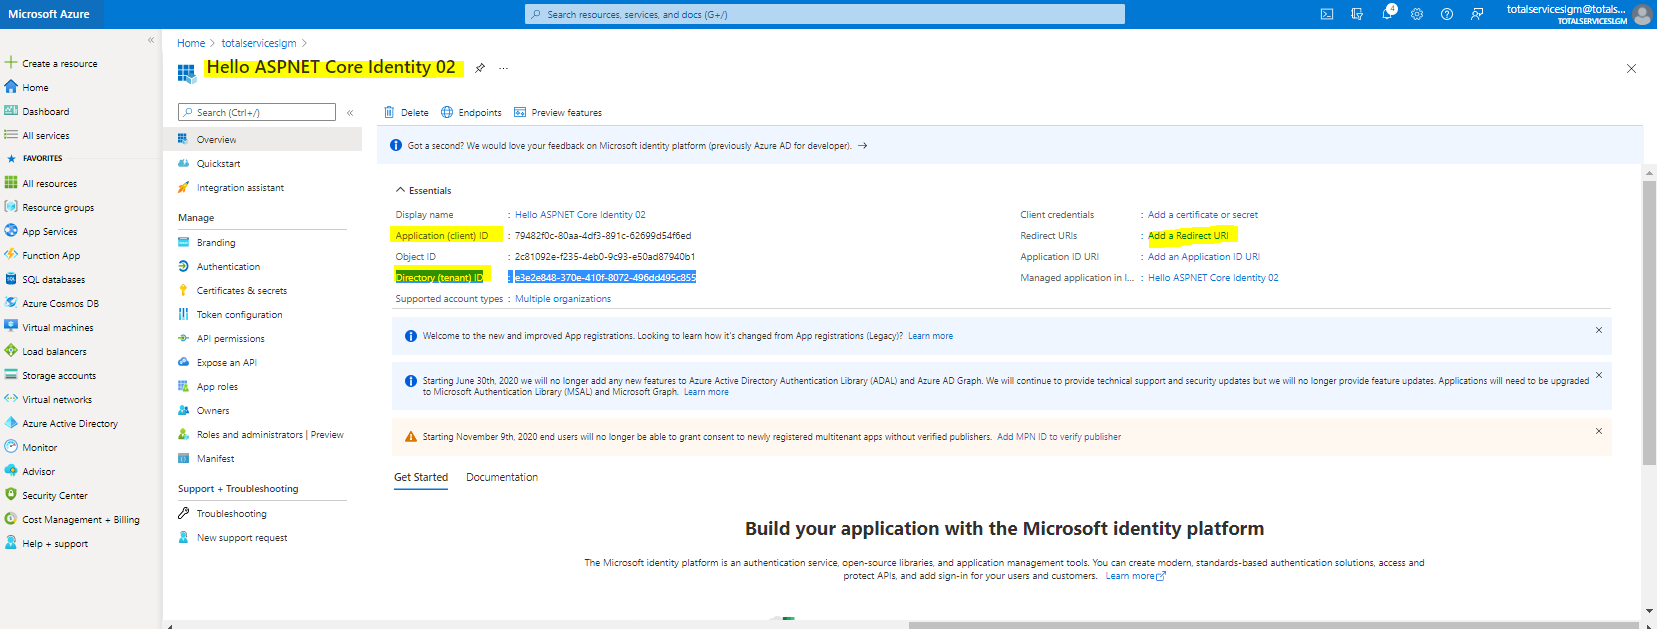 Microsoft Azure
Search resources, services, and docs (G+/)
4
totalserviceslgm@totals...
TOTALSERVICESLGM
«
Create a resource
Home
Dashboard
All services
FAVORITES
All resources
Resource groups
App Services
Function App
SQL databases
Azure Cosmos DB
Virtual machines
Load balancers
Storage accounts
Virtual networks
Azure Active Directory
Monitor
Advisor
Security Center
Cost Management + Billing
Help + support
Home > totalserviceslgm >
Hello ASPNET Core Identity 02 ...
Search (Ctrl+/) «
Overview
Quickstart
Integration assistant
Manage
Branding
Authentication
Certificates & secrets
Token configuration
API permissions
Expose an API
App roles
Owners
Roles and administrators | Preview
Manifest
Support + Troubleshooting
Troubleshooting
New support request
Delete Endpoints Preview features
Got a second? We would love your feedback on Microsoft identity platform (previously Azure AD for developer). →
Essentials
Display name : Hello ASPNET Core Identity 02
Application (client) ID : 79482f0c-80aa-4df3-891c-62699d54f6ed
Object ID : 2c81092e-f235-4eb0-9c93-e50ad87940b1
Directory (tenant) ID : e3e2e848-370e-410f-8072-496dd495c855
Supported account types : Multiple organizations
Client credentials : Add a certificate or secret
Redirect URIs : Add a Redirect URI
Application ID URI : Add an Application ID URI
Managed application in l... : Hello ASPNET Core Identity 02
Welcome to the new and improved App registrations. Looking to learn how it's changed from App registrations (Legacy)? Learn more
Starting June 30th, 2020 we will no longer add any new features to Azure Active Directory Authentication Library (ADAL) and Azure AD Graph. We will continue to provide technical support and security updates but we will no longer provide feature updates. Applications will need to be upgraded
to Microsoft Authentication Library (MSAL) and Microsoft Graph. Learn more
Starting November 9th, 2020 end users will no longer be able to grant consent to newly registered multitenant apps without verified publishers. Add MPN ID to verify publisher
Get Started Documentation
Build your application with the Microsoft identity platform
The Microsoft identity platform is an authentication service, open-source libraries, and application management tools. You can create modern, standards-based authentication solutions, access and
protect APIs, and add sign-in for your users and customers. Learn more